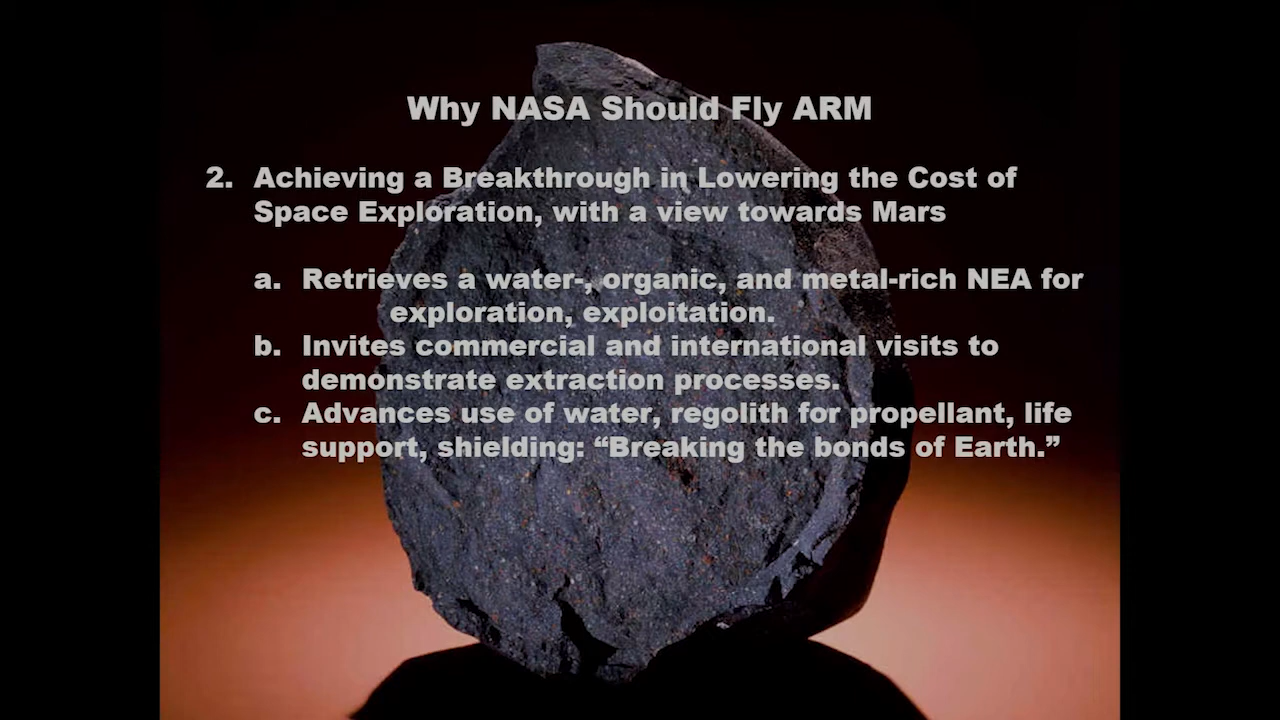 Why NASA Should Fly ARM
2. Achieving a Breakthrough in Lowering the Cost of
Space Exploration, with a view towards Mars
a. Retrieves a water-, organic, and metal-rich NEA for
exploration, exploitation.
b. Invites commercial and international visits to
demonstrate extraction processes.
c. Advances use of water, regolith for propellant, life
support, shielding: “Breaking the bonds of Earth.”